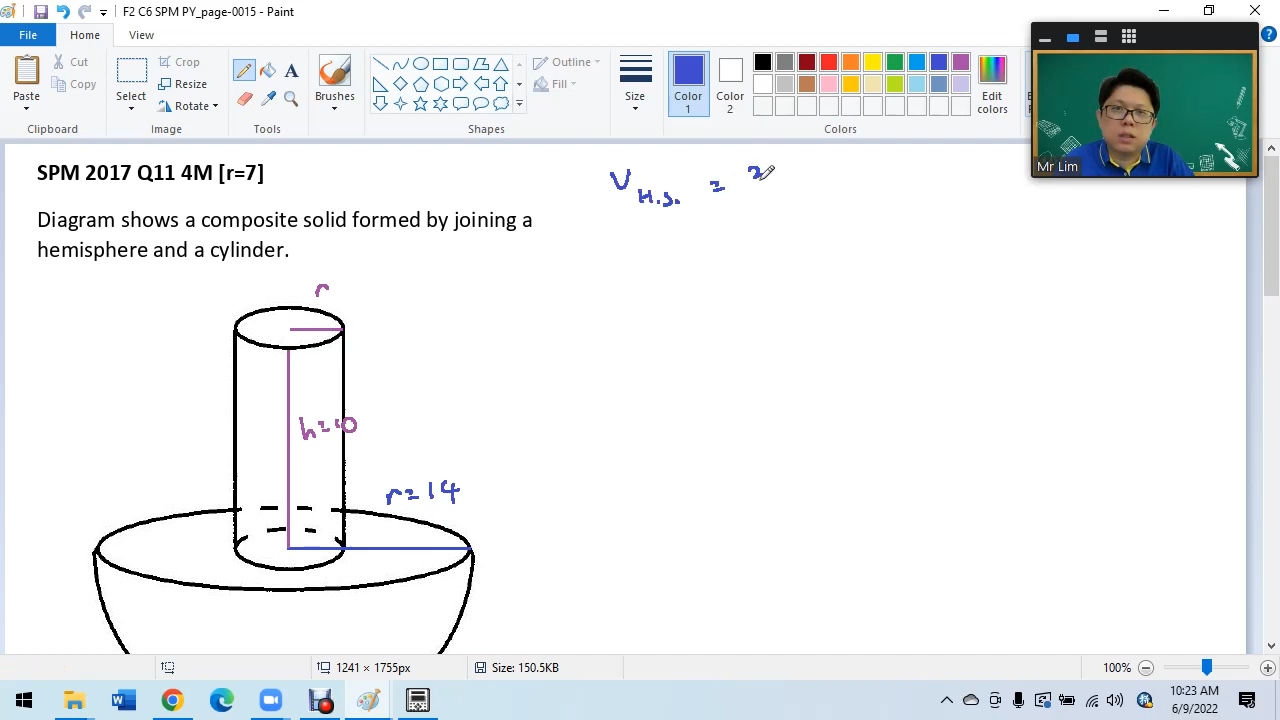 F2 C6 SPM PY_page-0015 - Paint
File Home View
Paste Cut Copy
Clipboard
Select Crop Resize Rotate
Image
A
Tools
Brushes
Shapes
Outline
Fill
Size
Color 1
Color 2
Edit colors
Colors
Mr Lim
SPM 2017 Q11 4M [r=7]
Diagram shows a composite solid formed by joining a
hemisphere and a cylinder.
V H.S. = 2
r
h=10
r=14
1241 × 1755px
Size: 150.5KB
100%
10:23 AM
6/9/2022